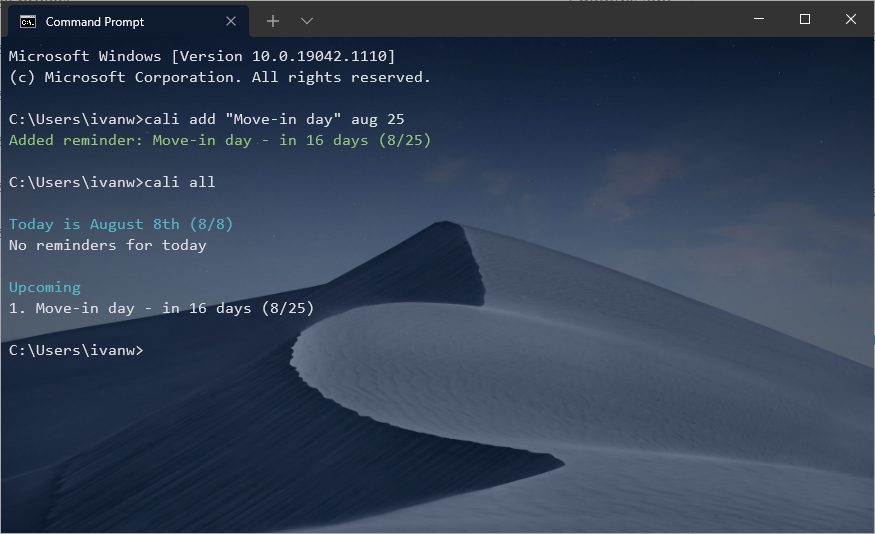 Command Prompt
Microsoft Windows [Version 10.0.19042.1110]
(c) Microsoft Corporation. All rights reserved.
C:\Users\ivanw>cali add "Move-in day" aug 25
Added reminder: Move-in day - in 16 days (8/25)
C:\Users\ivanw>cali all
Today is August 8th (8/8)
No reminders for today
Upcoming
1. Move-in day - in 16 days (8/25)
C:\Users\ivanw>